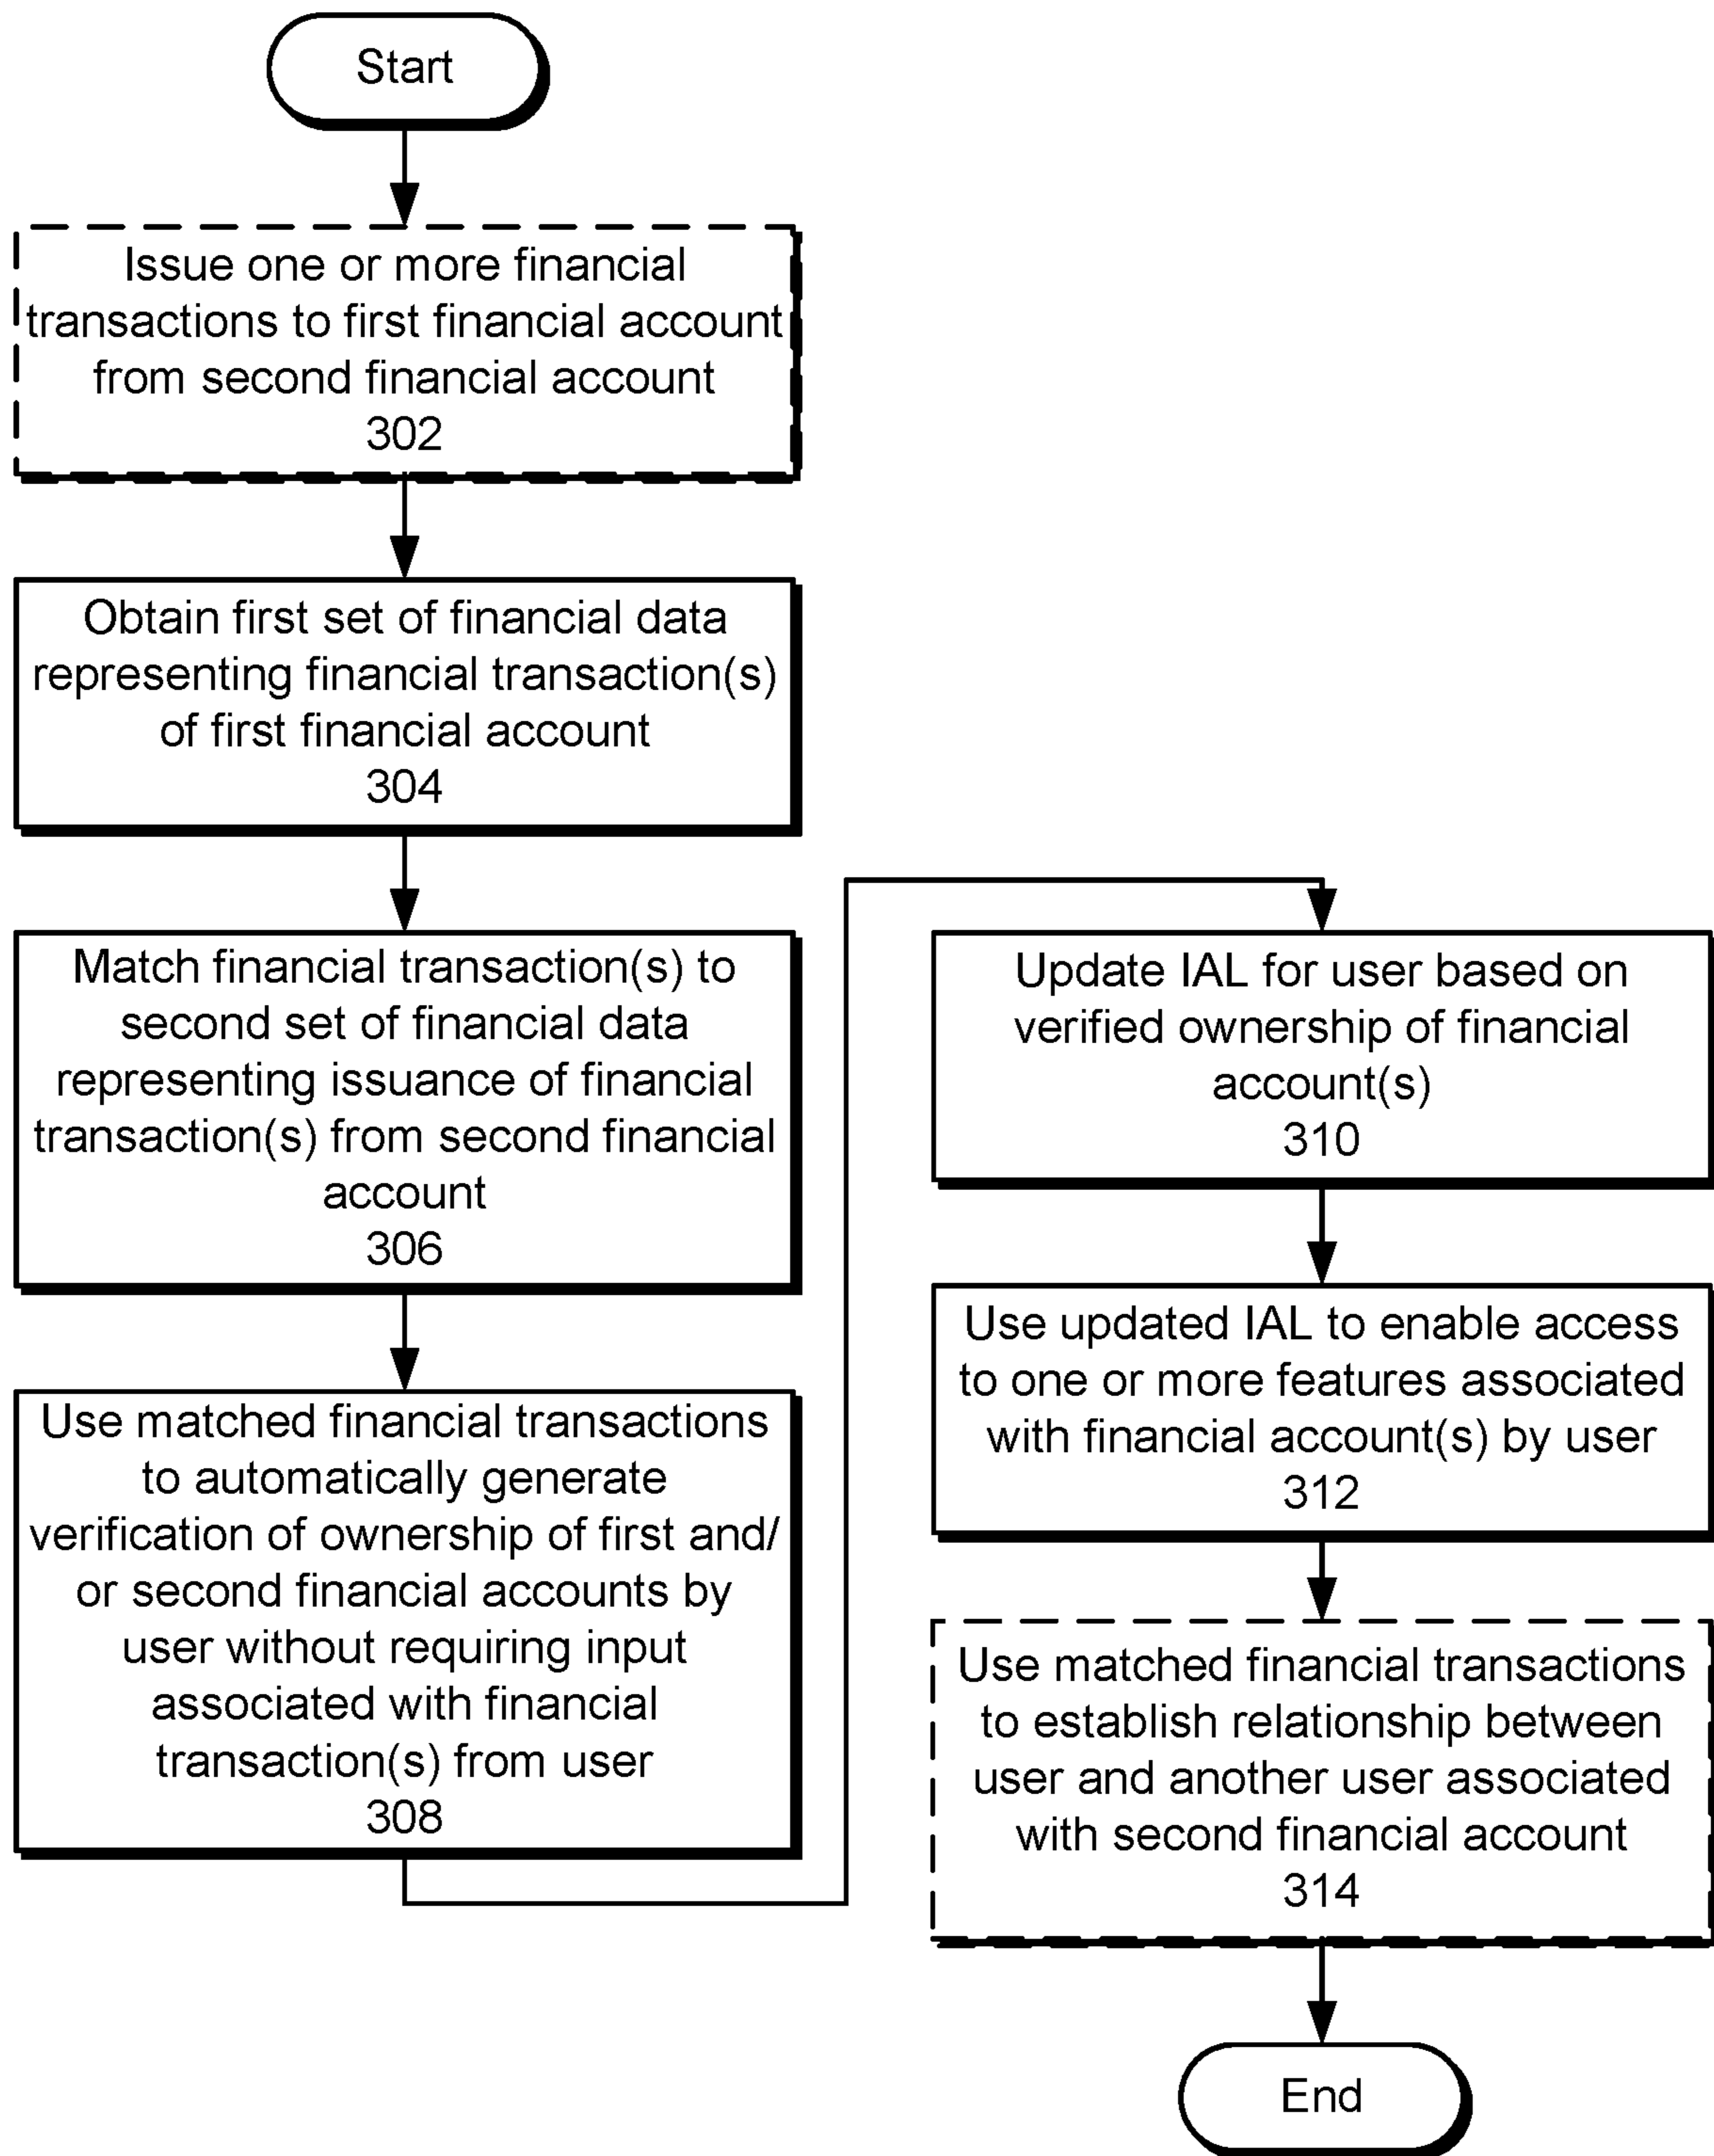 Start
Issue one or more financial
transactions to first financial account
from second financial account
302
Obtain first set of financial data
representing financial transaction(s)
of first financial account
304
Match financial transaction(s) to
second set of financial data
representing issuance of financial
transaction(s) from second financial
account
306
Use matched financial transactions
to automatically generate
verification of ownership of first and/
or second financial accounts by
user without requiring input
associated with financial
transaction(s) from user
308
Update IAL for user based on
verified ownership of financial
account(s)
310
Use updated IAL to enable access
to one or more features associated
with financial account(s) by user
312
Use matched financial transactions
to establish relationship between
user and another user associated
with second financial account
314
End